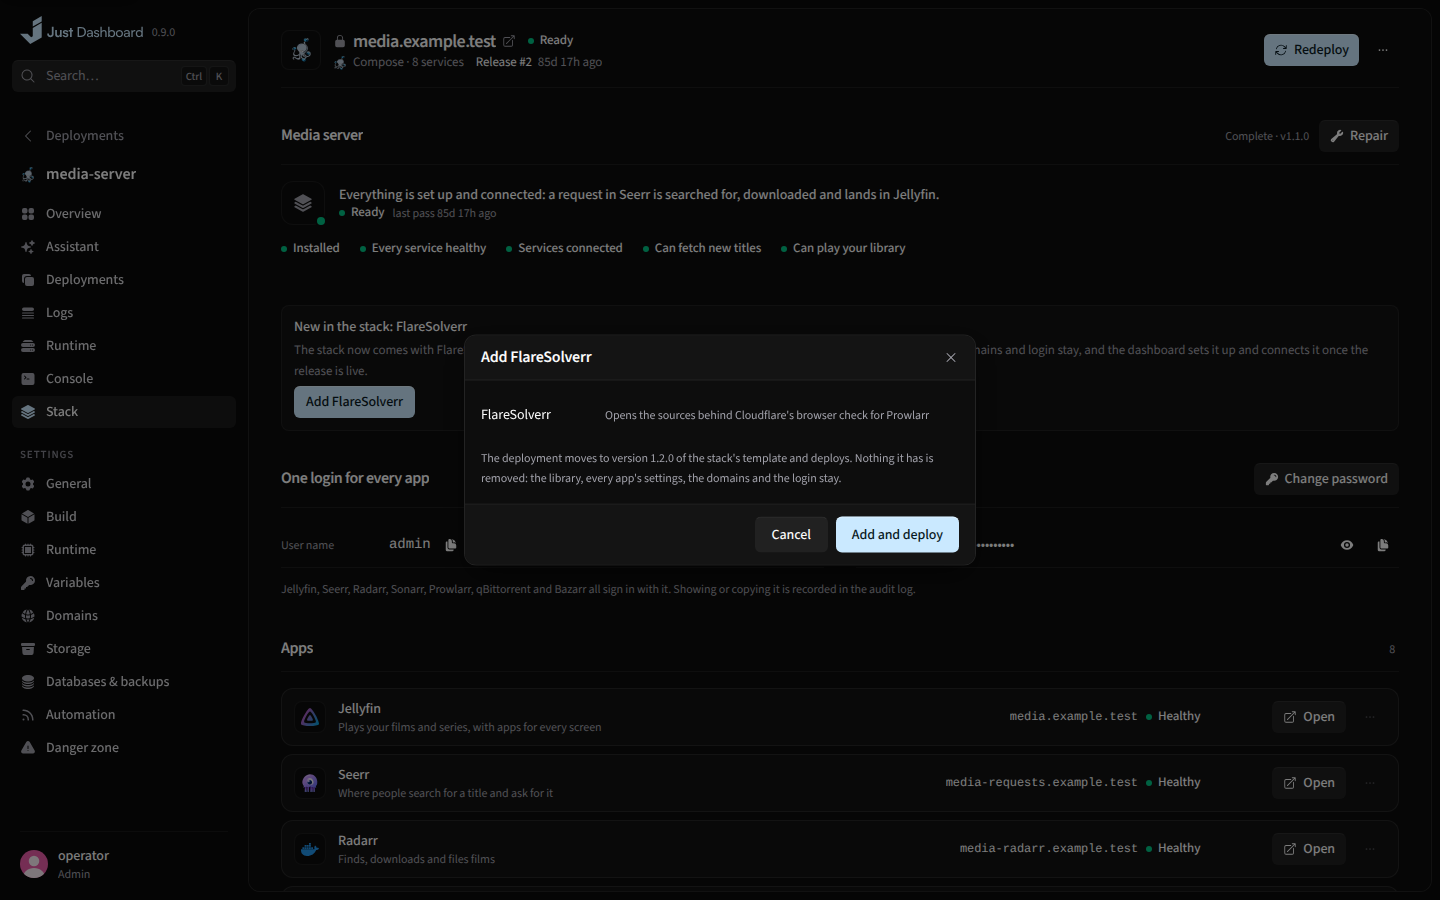 Just Dashboard 0.9.0
Search... Ctrl K
Deployments
media-server
Overview
Assistant
Deployments
Logs
Runtime
Console
Stack
SETTINGS
General
Build
Runtime
Variables
Domains
Storage
Databases & backups
Automation
Danger zone
operator
Admin
media.example.test Ready
Compose · 8 services Release #2 85d 17h ago
Redeploy
Media server
Complete · v1.1.0 Repair
Everything is set up and connected: a request in Seerr is searched for, downloaded and lands in Jellyfin.
Ready last pass 85d 17h ago
Installed Every service healthy Services connected Can fetch new titles Can play your library
New in the stack: FlareSolverr
The stack now comes with Flare
and login stay, and the dashboard sets it up and connects it once the
release is live.
Add FlareSolverr
Add FlareSolverr
FlareSolverr Opens the sources behind Cloudflare's browser check for Prowlarr
The deployment moves to version 1.2.0 of the stack's template and deploys. Nothing it has is
removed: the library, every app's settings, the domains and the login stay.
Cancel Add and deploy
One login for every app
Change password
User name admin
Jellyfin, Seerr, Radarr, Sonarr, Prowlarr, qBittorrent and Bazarr all sign in with it. Showing or copying it is recorded in the audit log.
Apps 8
Jellyfin
Plays your films and series, with apps for every screen
media.example.test Healthy Open
Seerr
Where people search for a title and ask for it
media-requests.example.test Healthy Open
Radarr
Finds, downloads and files films
media-radarr.example.test Healthy Open